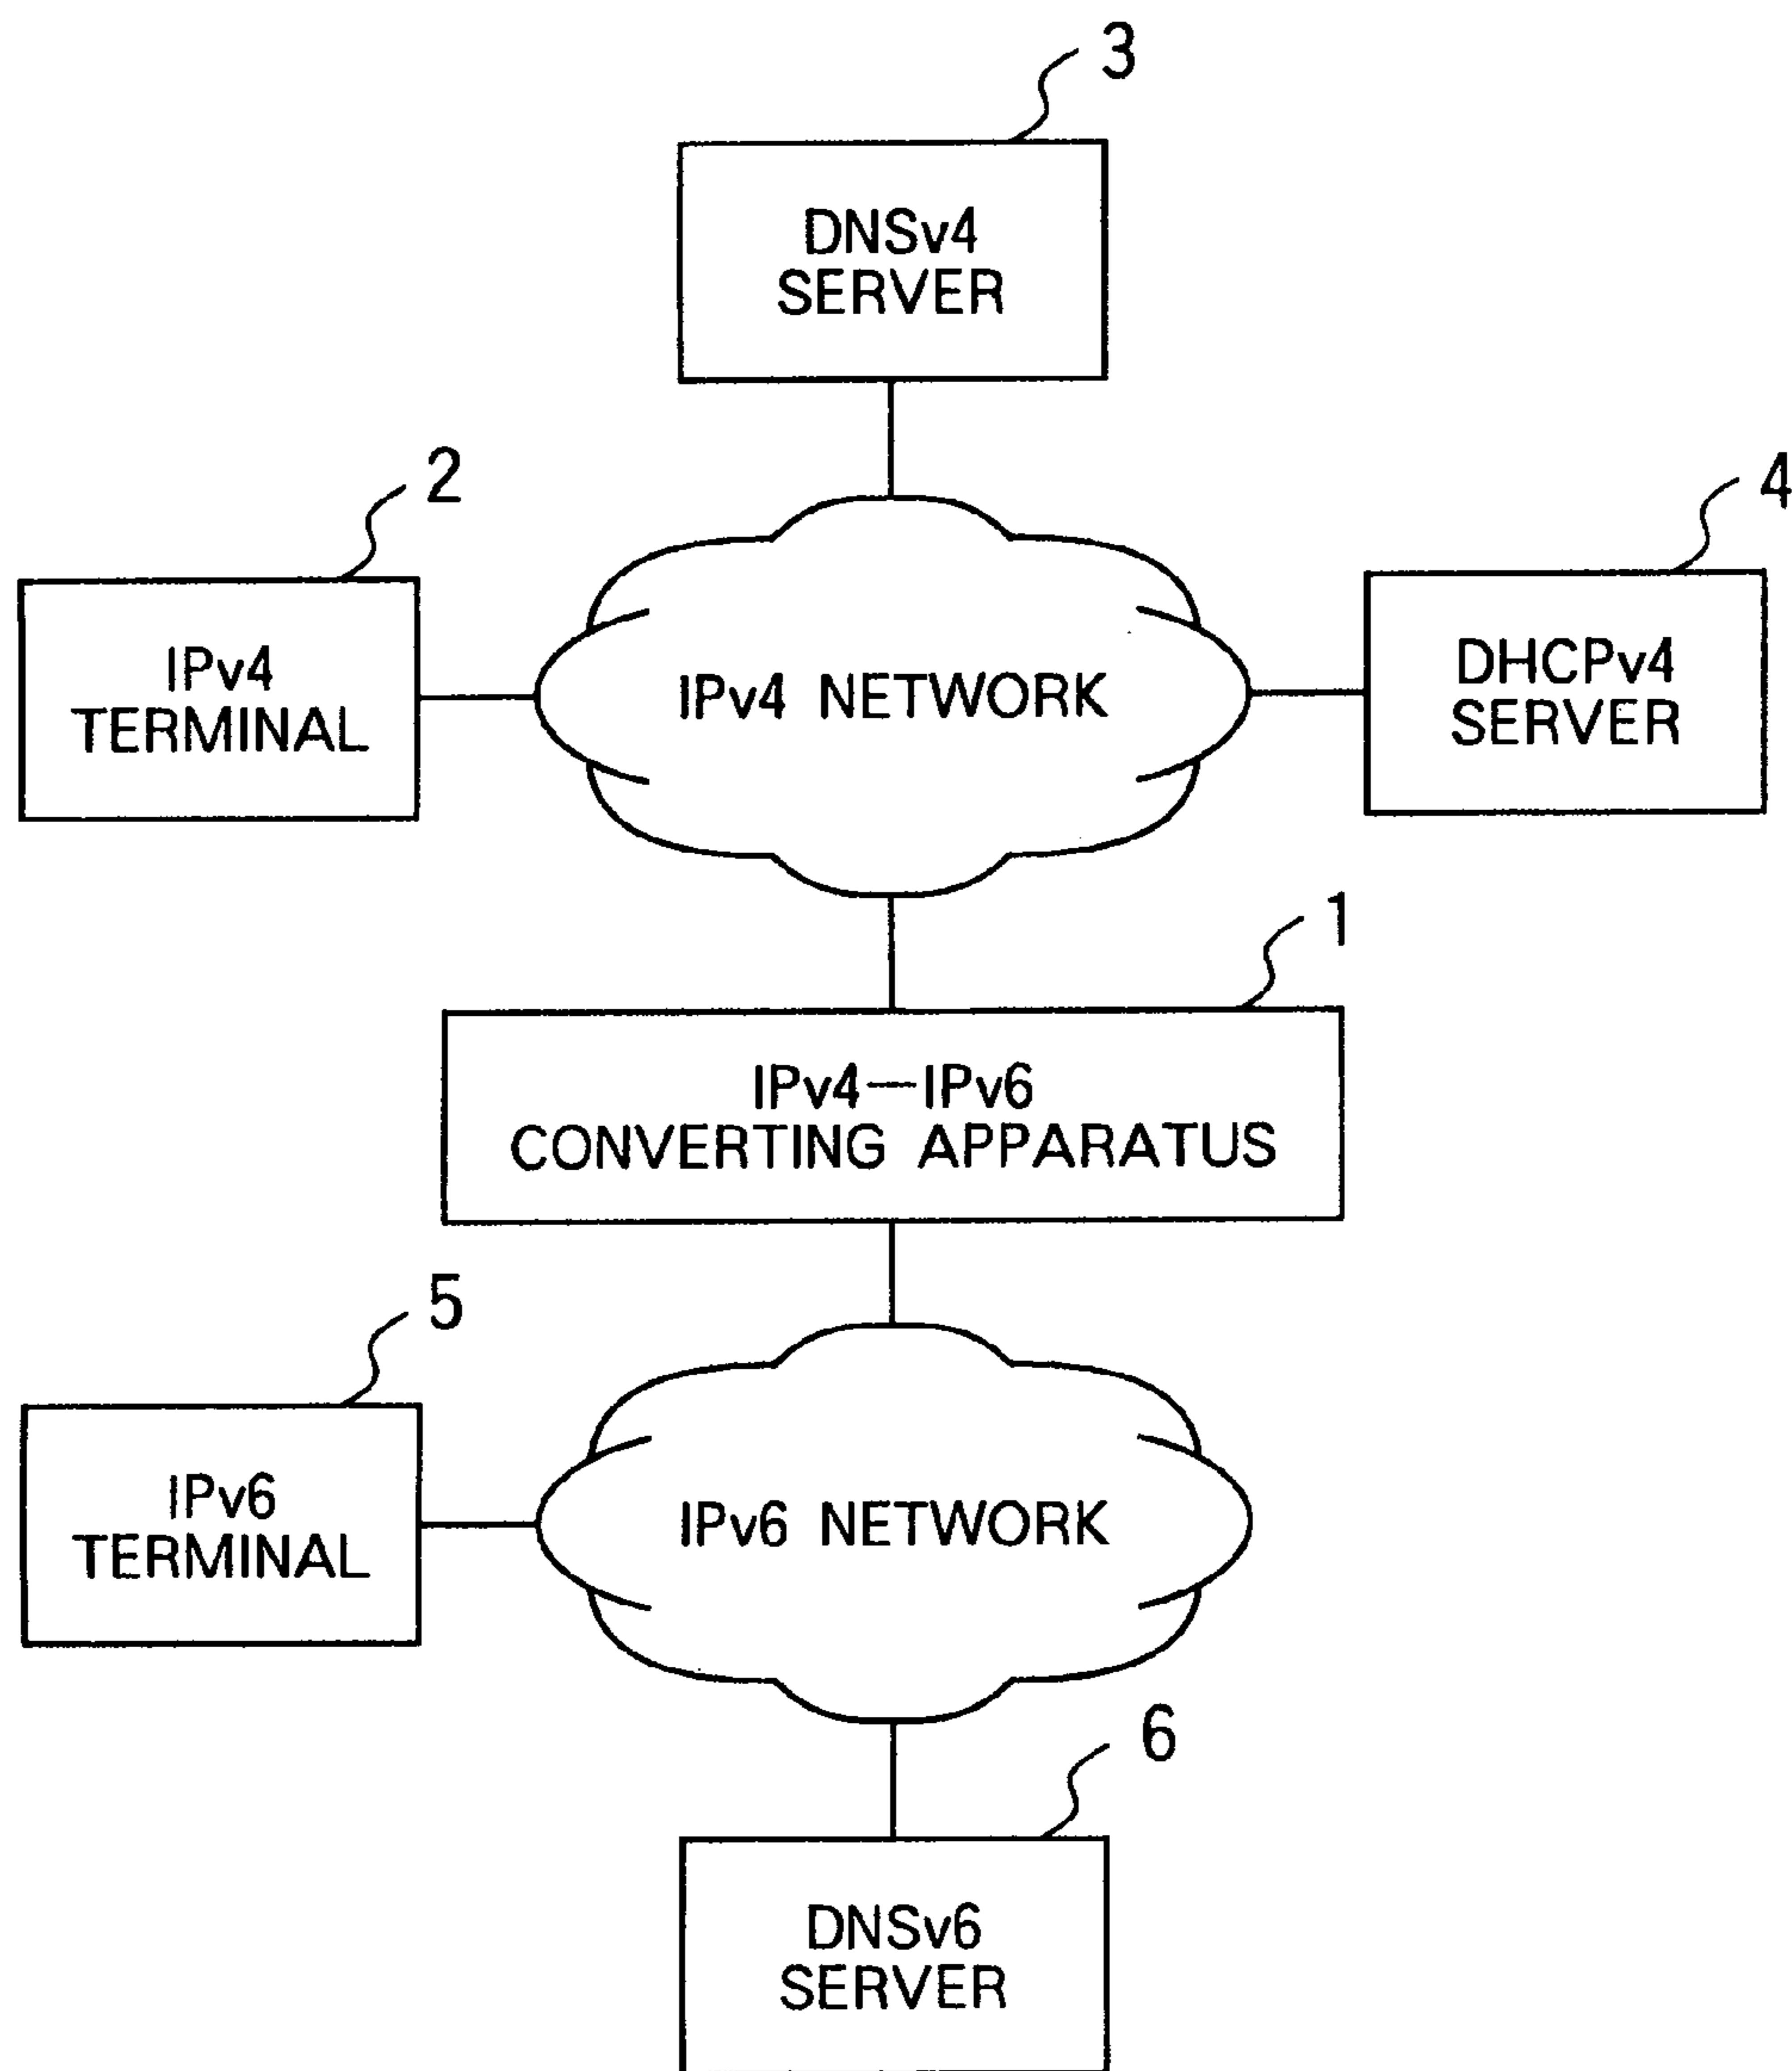 3
DNSv4
SERVER
2
4
IPv4
TERMINAL
IPv4 NETWORK
DHCPv4
SERVER
1
IPv4—IPv6
CONVERTING APPARATUS
5
IPv6
TERMINAL
IPv6 NETWORK
6
DNSv6
SERVER